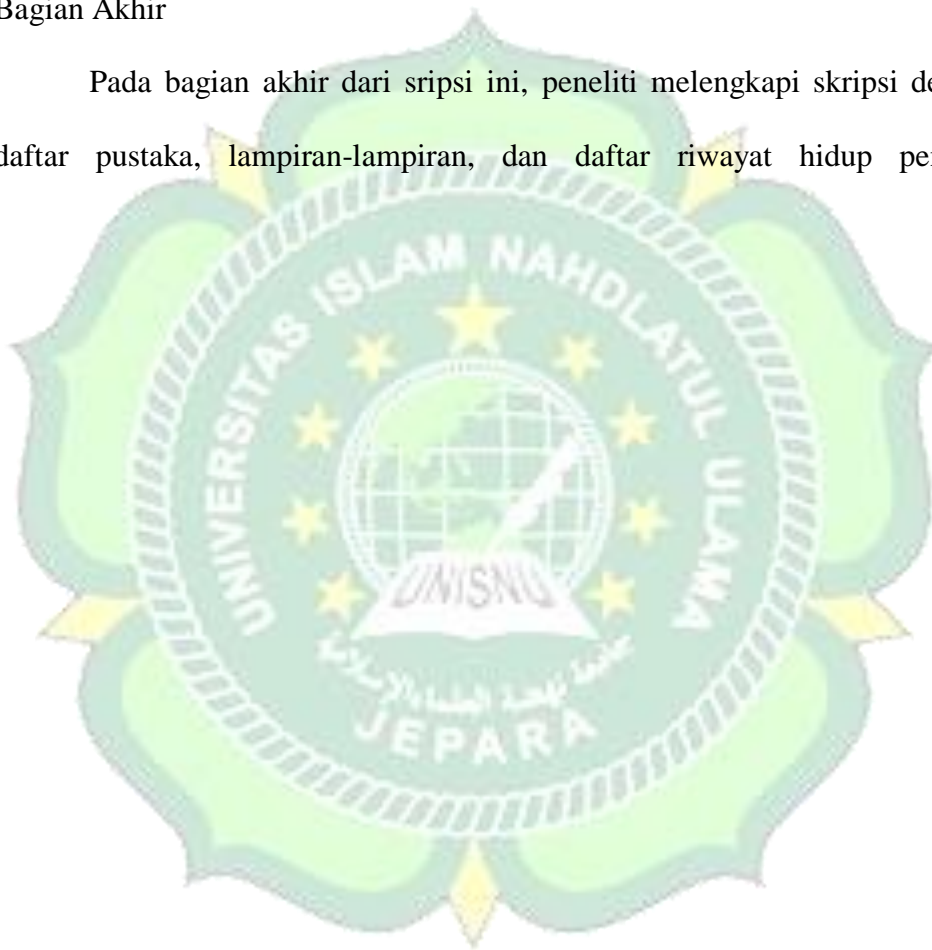 Bagian Akhir
Pada bagian akhir dari sripsi ini, peneliti melengkapi skripsi de
daftar pustaka, lampiran-lampiran, dan daftar riwayat hidup pe
UNIVERSITAS ISLAM NAHDLATUL ULAMA
UNISNU
JEPARA